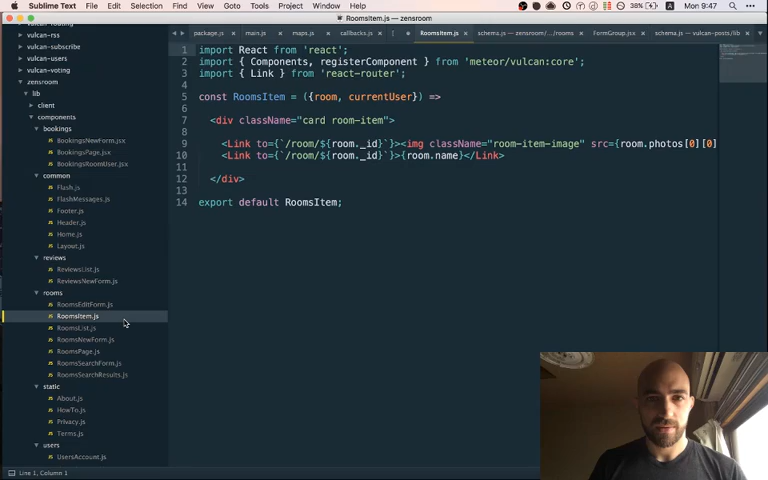 Sublime Text File Edit Selection Find View Goto Tools Project Window Help 38% Mon 9:47
RoomsItem.js — zensroom
package.js main.js maps.js callbacks.js RoomsItem.js schema.js — zensroom/...rooms FormGroup.jsx schema.js — vulcan-posts/lib
vulcan-rss
vulcan-subscribe
vulcan-users
vulcan-voting
zensroom
lib
client
components
bookings
BookingsNewForm.jsx
BookingsPage.jsx
BookingsRoomUser.jsx
common
Flash.js
FlashMessages.js
Footer.js
Header.js
Home.js
Layout.js
reviews
ReviewsList.js
ReviewsNewForm.js
rooms
RoomsEditForm.js
RoomsItem.js
RoomsList.js
RoomsNewForm.js
RoomsPage.js
RoomsSearchForm.js
RoomsSearchResults.js
static
About.js
HowTo.js
Privacy.js
Terms.js
users
UsersAccount.js
1 import React from 'react';
2 import { Components, registerComponent } from 'meteor/vulcan:core';
3 import { Link } from 'react-router';
4
5 const RoomsItem = ({room, currentUser}) =>
6
7 <div className="card room-item">
8
9 <Link to={`/room/${room._id}`}><img className="room-item-image" src={room.photos[0][0]
10 <Link to={`/room/${room._id}`}>{room.name}</Link>
11
12 </div>
13
14 export default RoomsItem;
Line 1, Column 1